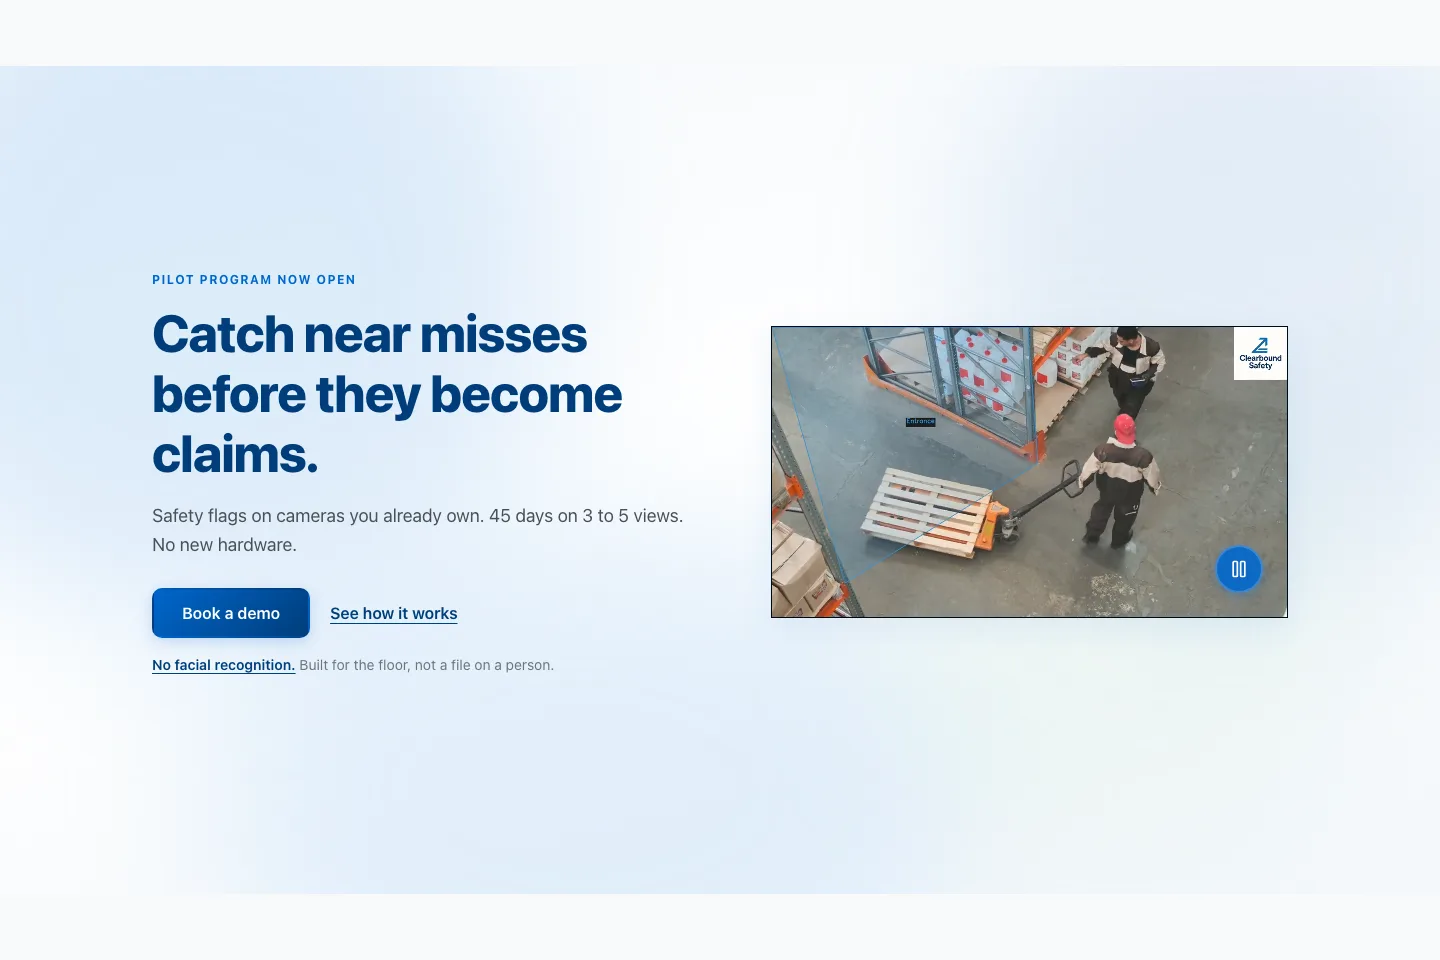 PILOT PROGRAM NOW OPEN
Catch near misses
before they become
claims.
Safety flags on cameras you already own. 45 days on 3 to 5 views.
No new hardware.
Book a demo
See how it works
No facial recognition. Built for the floor, not a file on a person.
Clearbound
Safety
Entrance